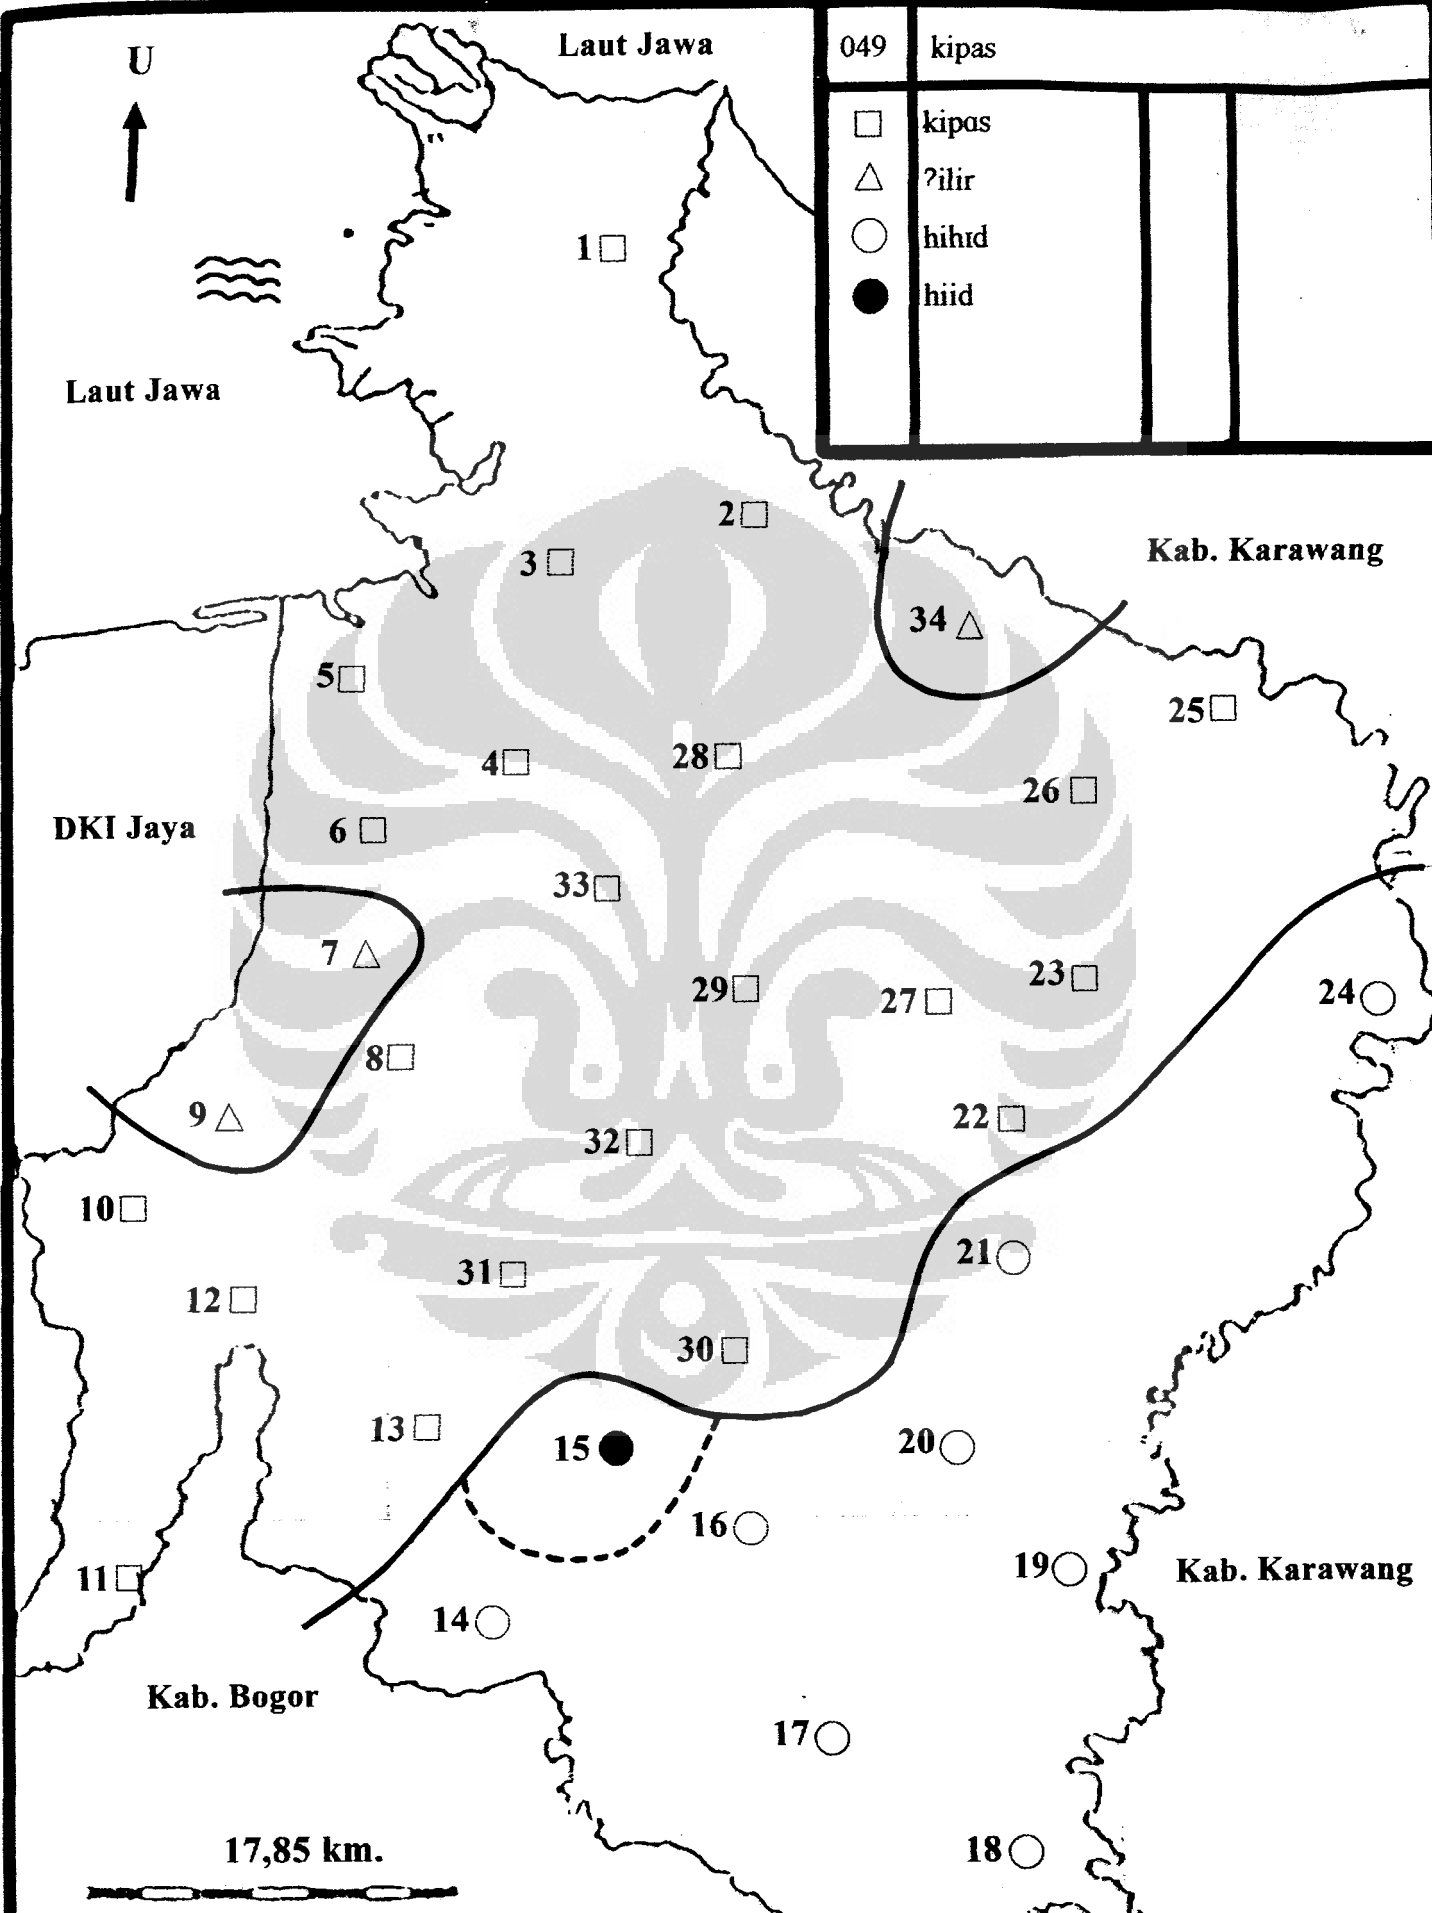 U
Laut Jawa
049 kipas
□ kipas
△ ʔilir
○ hihɪd
● hiid
1
Laut Jawa
2
3
Kab. Karawang
34
5
25
4
28
26
DKI Jaya
6
33
7
29
27
23
24
8
9
22
32
10
21
31
12
30
13
15
20
16
11
19
Kab. Karawang
14
Kab. Bogor
17
17,85 km.
18